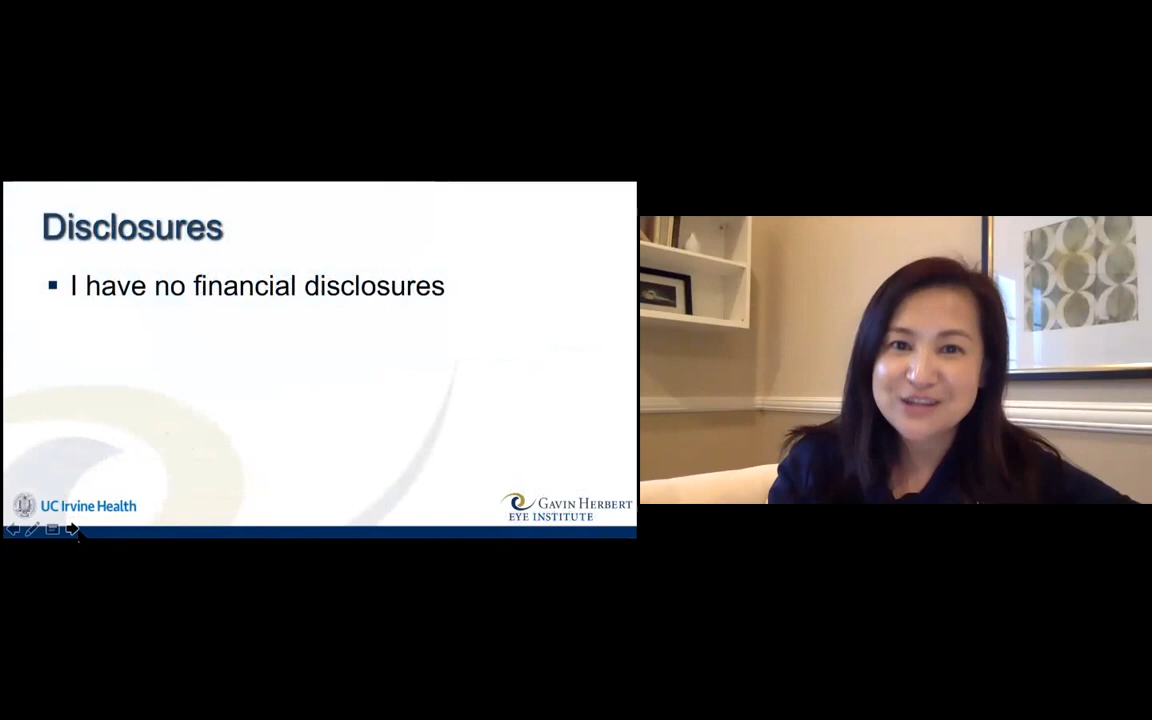 Disclosures
▪ I have no financial disclosures
UC Irvine Health
GAVIN HERBERT
EYE INSTITUTE